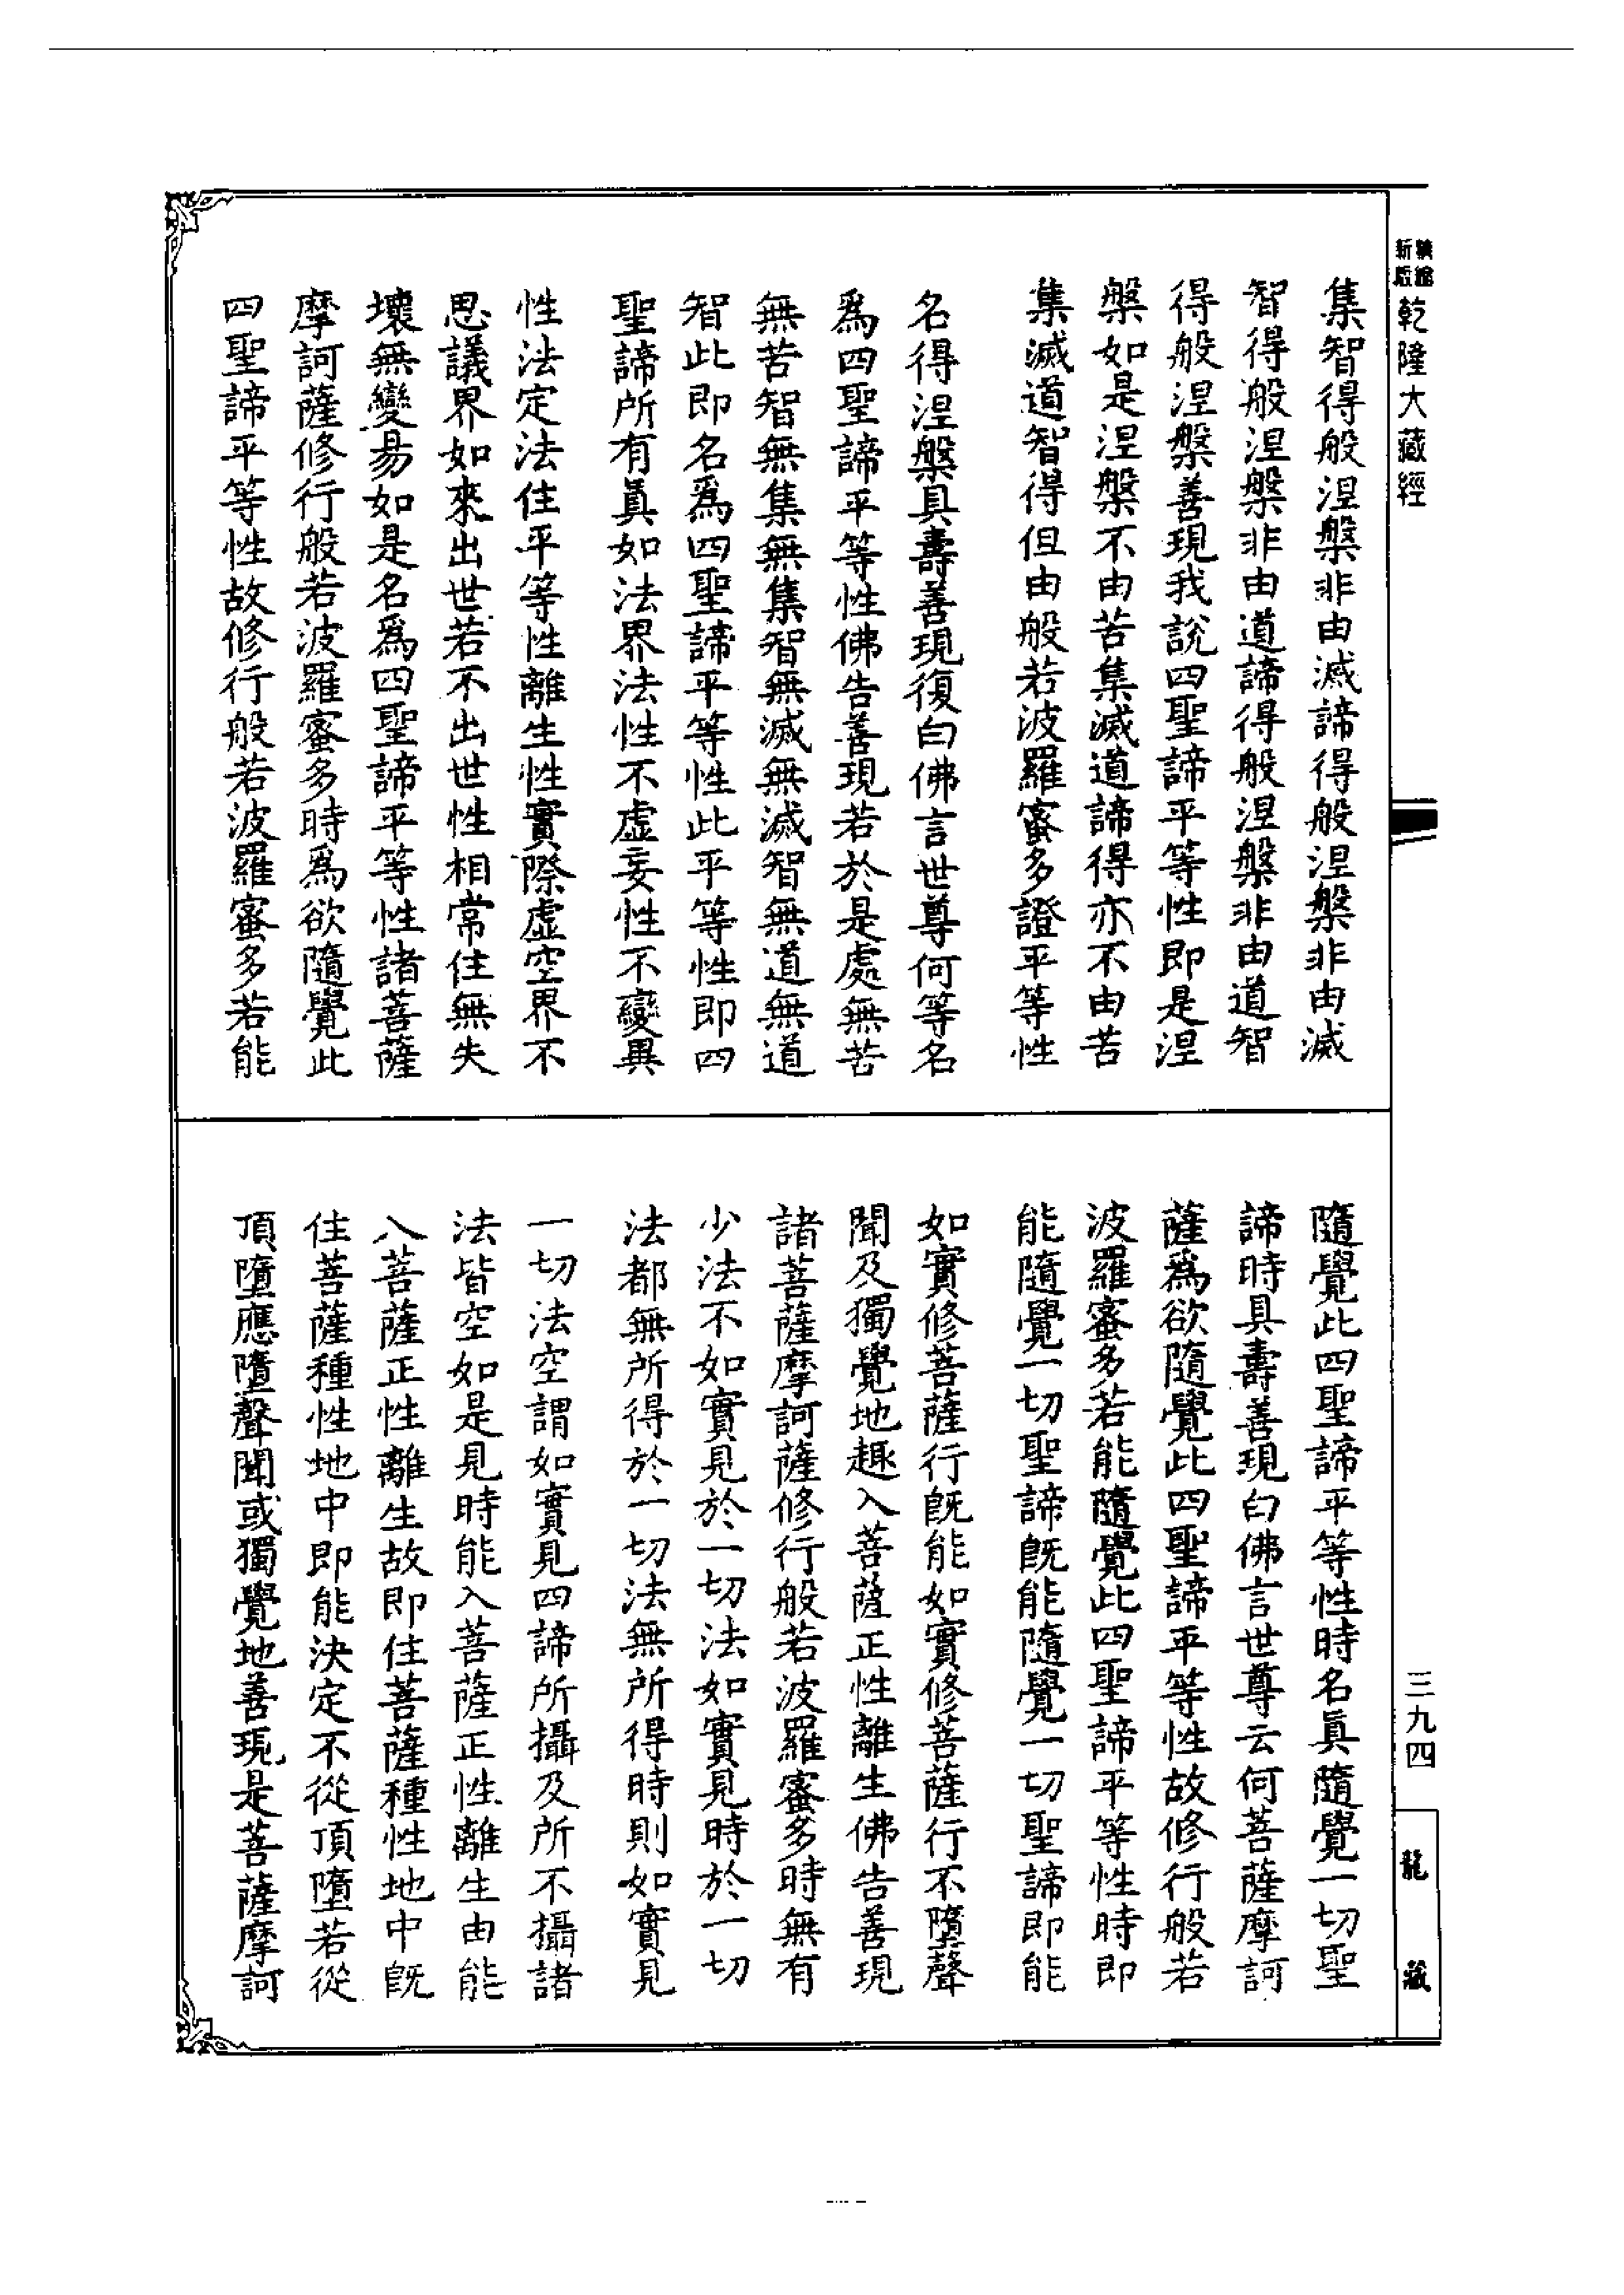 新版精縮
乾隆大藏經
集智得般涅槃非由滅諦得般涅槃非由滅
智得般涅槃非由道諦得般涅槃非由道智
得般涅槃善現我說四聖諦平等性即是涅
槃如是涅槃不由苦集滅道諦得亦不由苦
集滅道智得但由般若波羅蜜多證平等性
名得涅槃具壽善現復白佛言世尊何等名
爲四聖諦平等性佛告善現若於是處無苦
無苦智無集無集智無滅無滅智無道無道
智此即名爲四聖諦平等性此平等性即四
聖諦所有眞如法界法性不虛妄性不變異
性法定法住平等性離生性實際虛空界不
思議界如來出世若不出世性相常住無失
壞無變易如是名爲四聖諦平等性諸菩薩
摩訶薩修行般若波羅蜜多時爲欲隨覺此
四聖諦平等性故修行般若波羅蜜多若能
隨覺此四聖諦平等性時名眞隨覺一切聖
諦時具壽善現白佛言世尊云何菩薩摩訶
薩爲欲隨覺此四聖諦平等性故修行般若
波羅蜜多若能隨覺此四聖諦平等性時即
能隨覺一切聖諦旣能隨覺一切聖諦即能
如實修菩薩行旣能如實修菩薩行不墮聲
聞及獨覺地趣入菩薩正性離生佛告善現
諸菩薩摩訶薩修行般若波羅蜜多時無有
少法不如實見於一切法如實見時於一切
法都無所得於一切法無所得時則如實見
一切法空謂如實見四諦所攝及所不攝諸
法皆空如是見時能入菩薩正性離生由能
入菩薩正性離生故即住菩薩種性地中旣
住菩薩種性地中即能決定不從頂墮若從
頂墮應墮聲聞或獨覺地善現是菩薩摩訶
三九四
龍藏